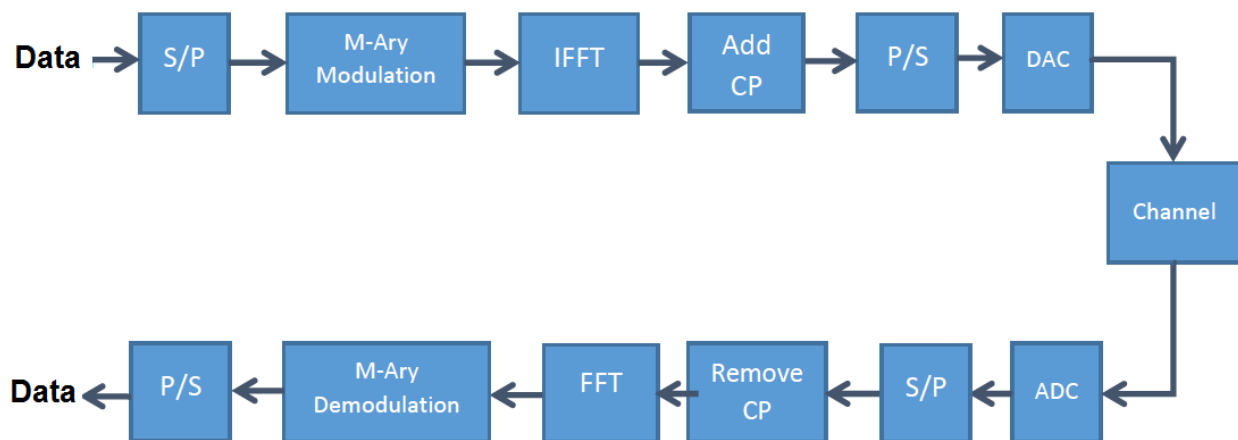 Data
S/P
M-Ary
Modulation
IFFT
Add
CP
P/S
DAC
Channel
Data
P/S
M-Ary
Demodulation
FFT
Remove
CP
S/P
ADC